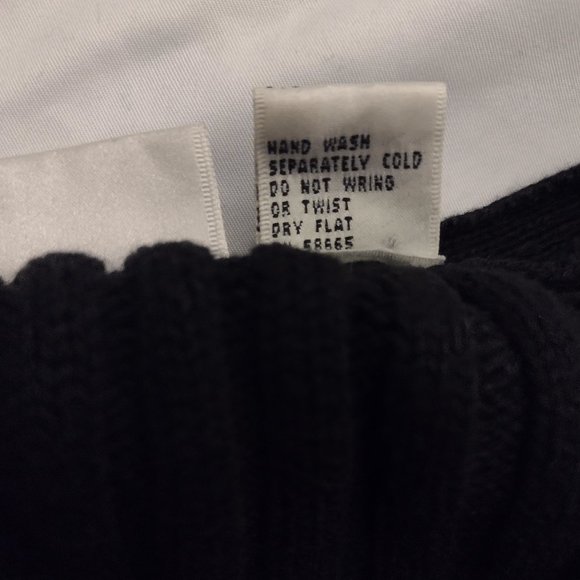 HAND WASH
SEPARATELY COLD
DO NOT WRING
OR TWIST
DRY FLAT
58665